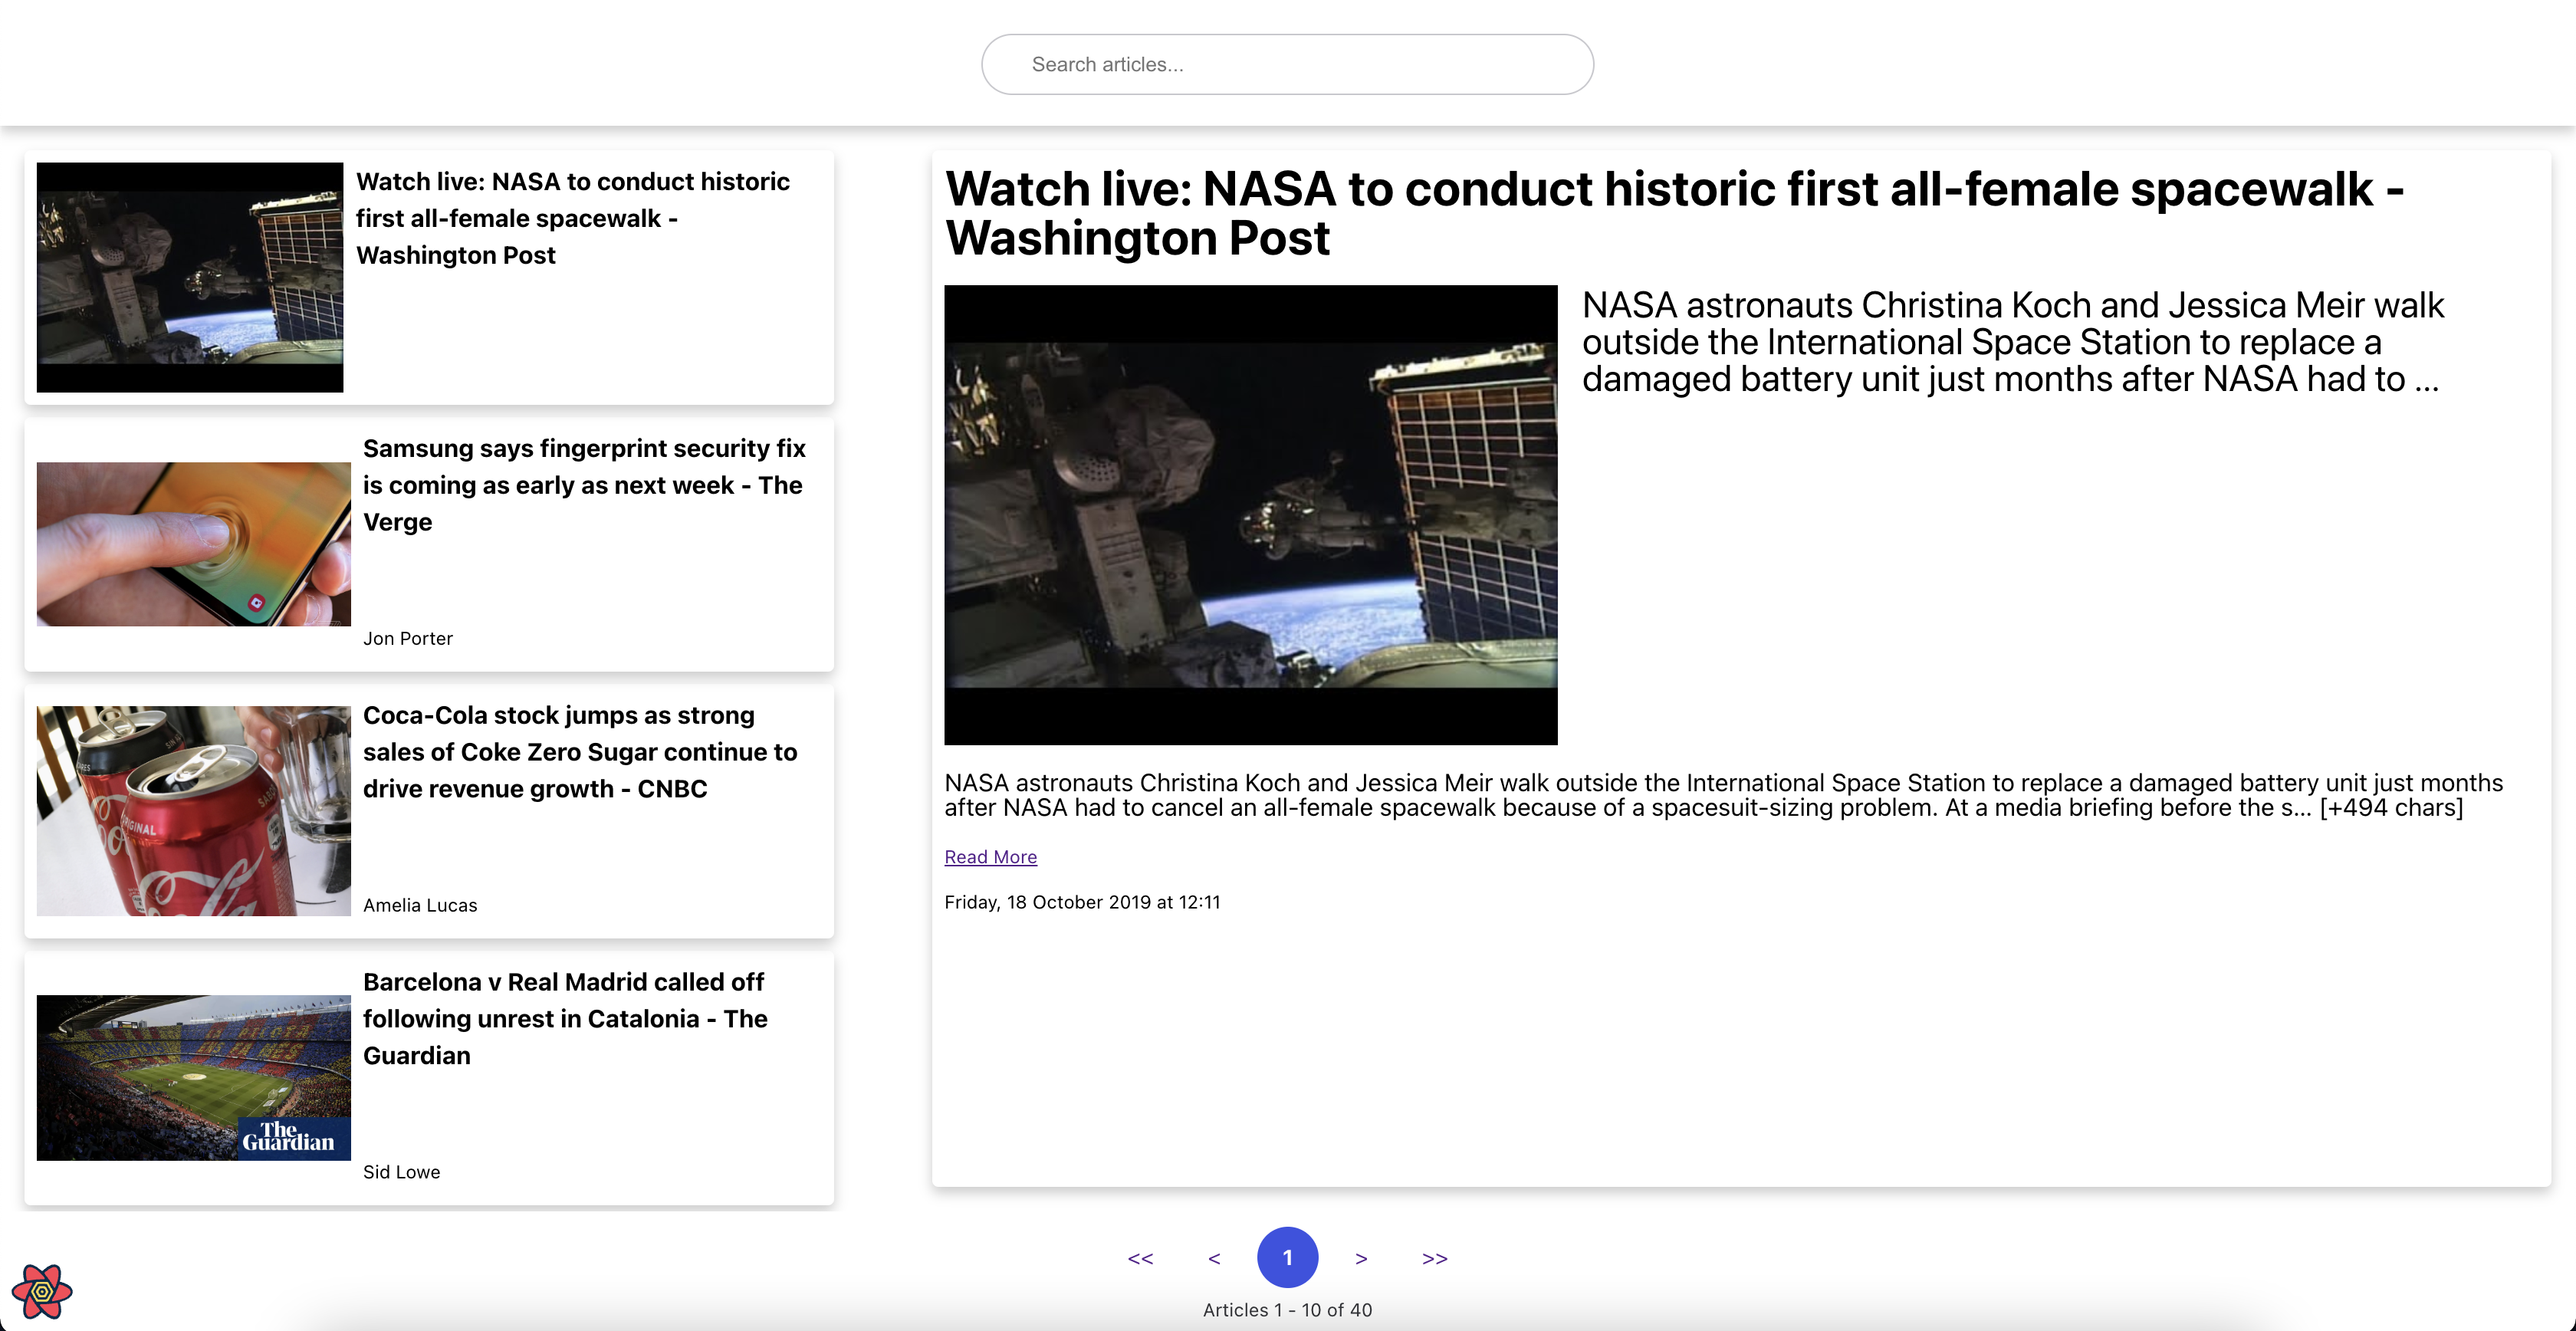 Search articles...
Watch live: NASA to conduct historic
first all-female spacewalk -
Washington Post
Samsung says fingerprint security fix
is coming as early as next week - The
Verge
Jon Porter
Coca-Cola stock jumps as strong
sales of Coke Zero Sugar continue to
drive revenue growth - CNBC
Amelia Lucas
Barcelona v Real Madrid called off
following unrest in Catalonia - The
Guardian
The
Guardian
Sid Lowe
Watch live: NASA to conduct historic first all-female spacewalk -
Washington Post
NASA astronauts Christina Koch and Jessica Meir walk
outside the International Space Station to replace a
damaged battery unit just months after NASA had to ...
NASA astronauts Christina Koch and Jessica Meir walk outside the International Space Station to replace a damaged battery unit just months
after NASA had to cancel an all-female spacewalk because of a spacesuit-sizing problem. At a media briefing before the s... [+494 chars]
Read More
Friday, 18 October 2019 at 12:11
<< < 1 > >>
Articles 1 - 10 of 40